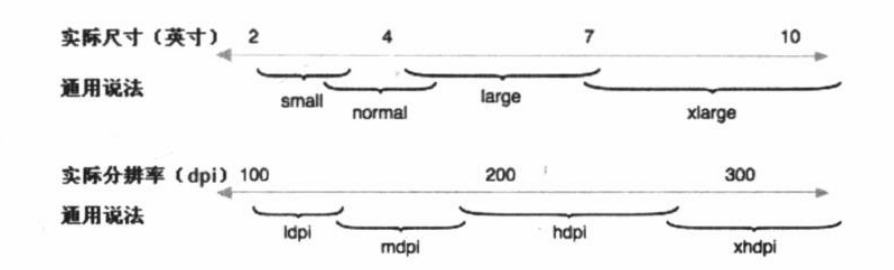 实际尺寸（英寸） 2 4 7 10
通用说法
small normal large xlarge
实际分辨率（dpi） 100 200 300
通用说法
ldpi mdpi hdpi xhdpi